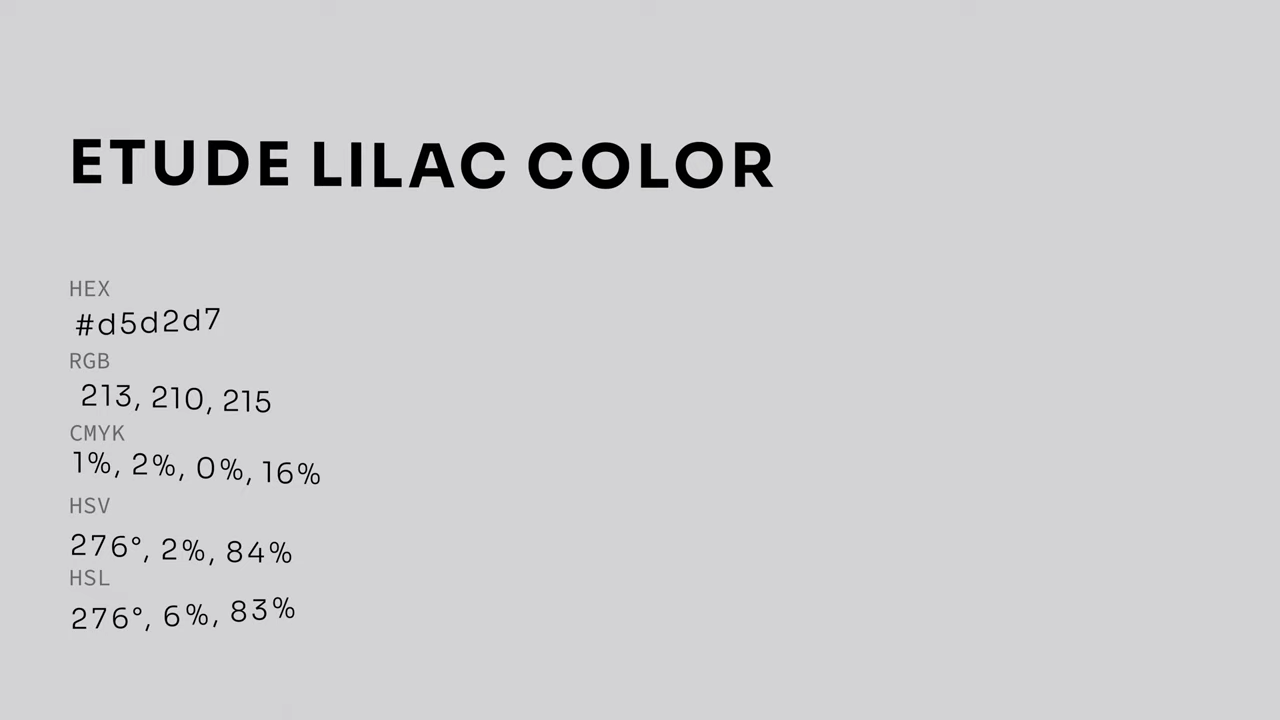 ETUDE LILAC COLOR
HEX
#d5d2d7
RGB
213, 210, 215
CMYK
1%, 2%, 0%, 16%
HSV
276°, 2%, 84%
HSL
276°, 6%, 83%